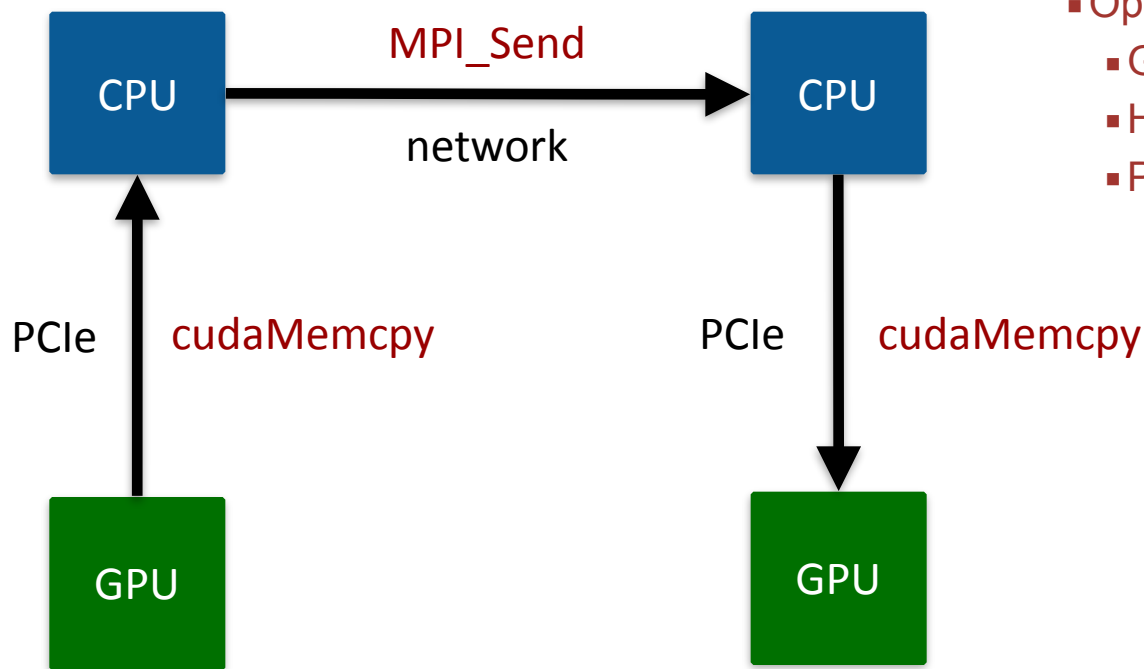 MPI_Send
CPU
CPU
network
PCIe
cudaMemcpy
PCIe
cudaMemcpy
GPU
GPU